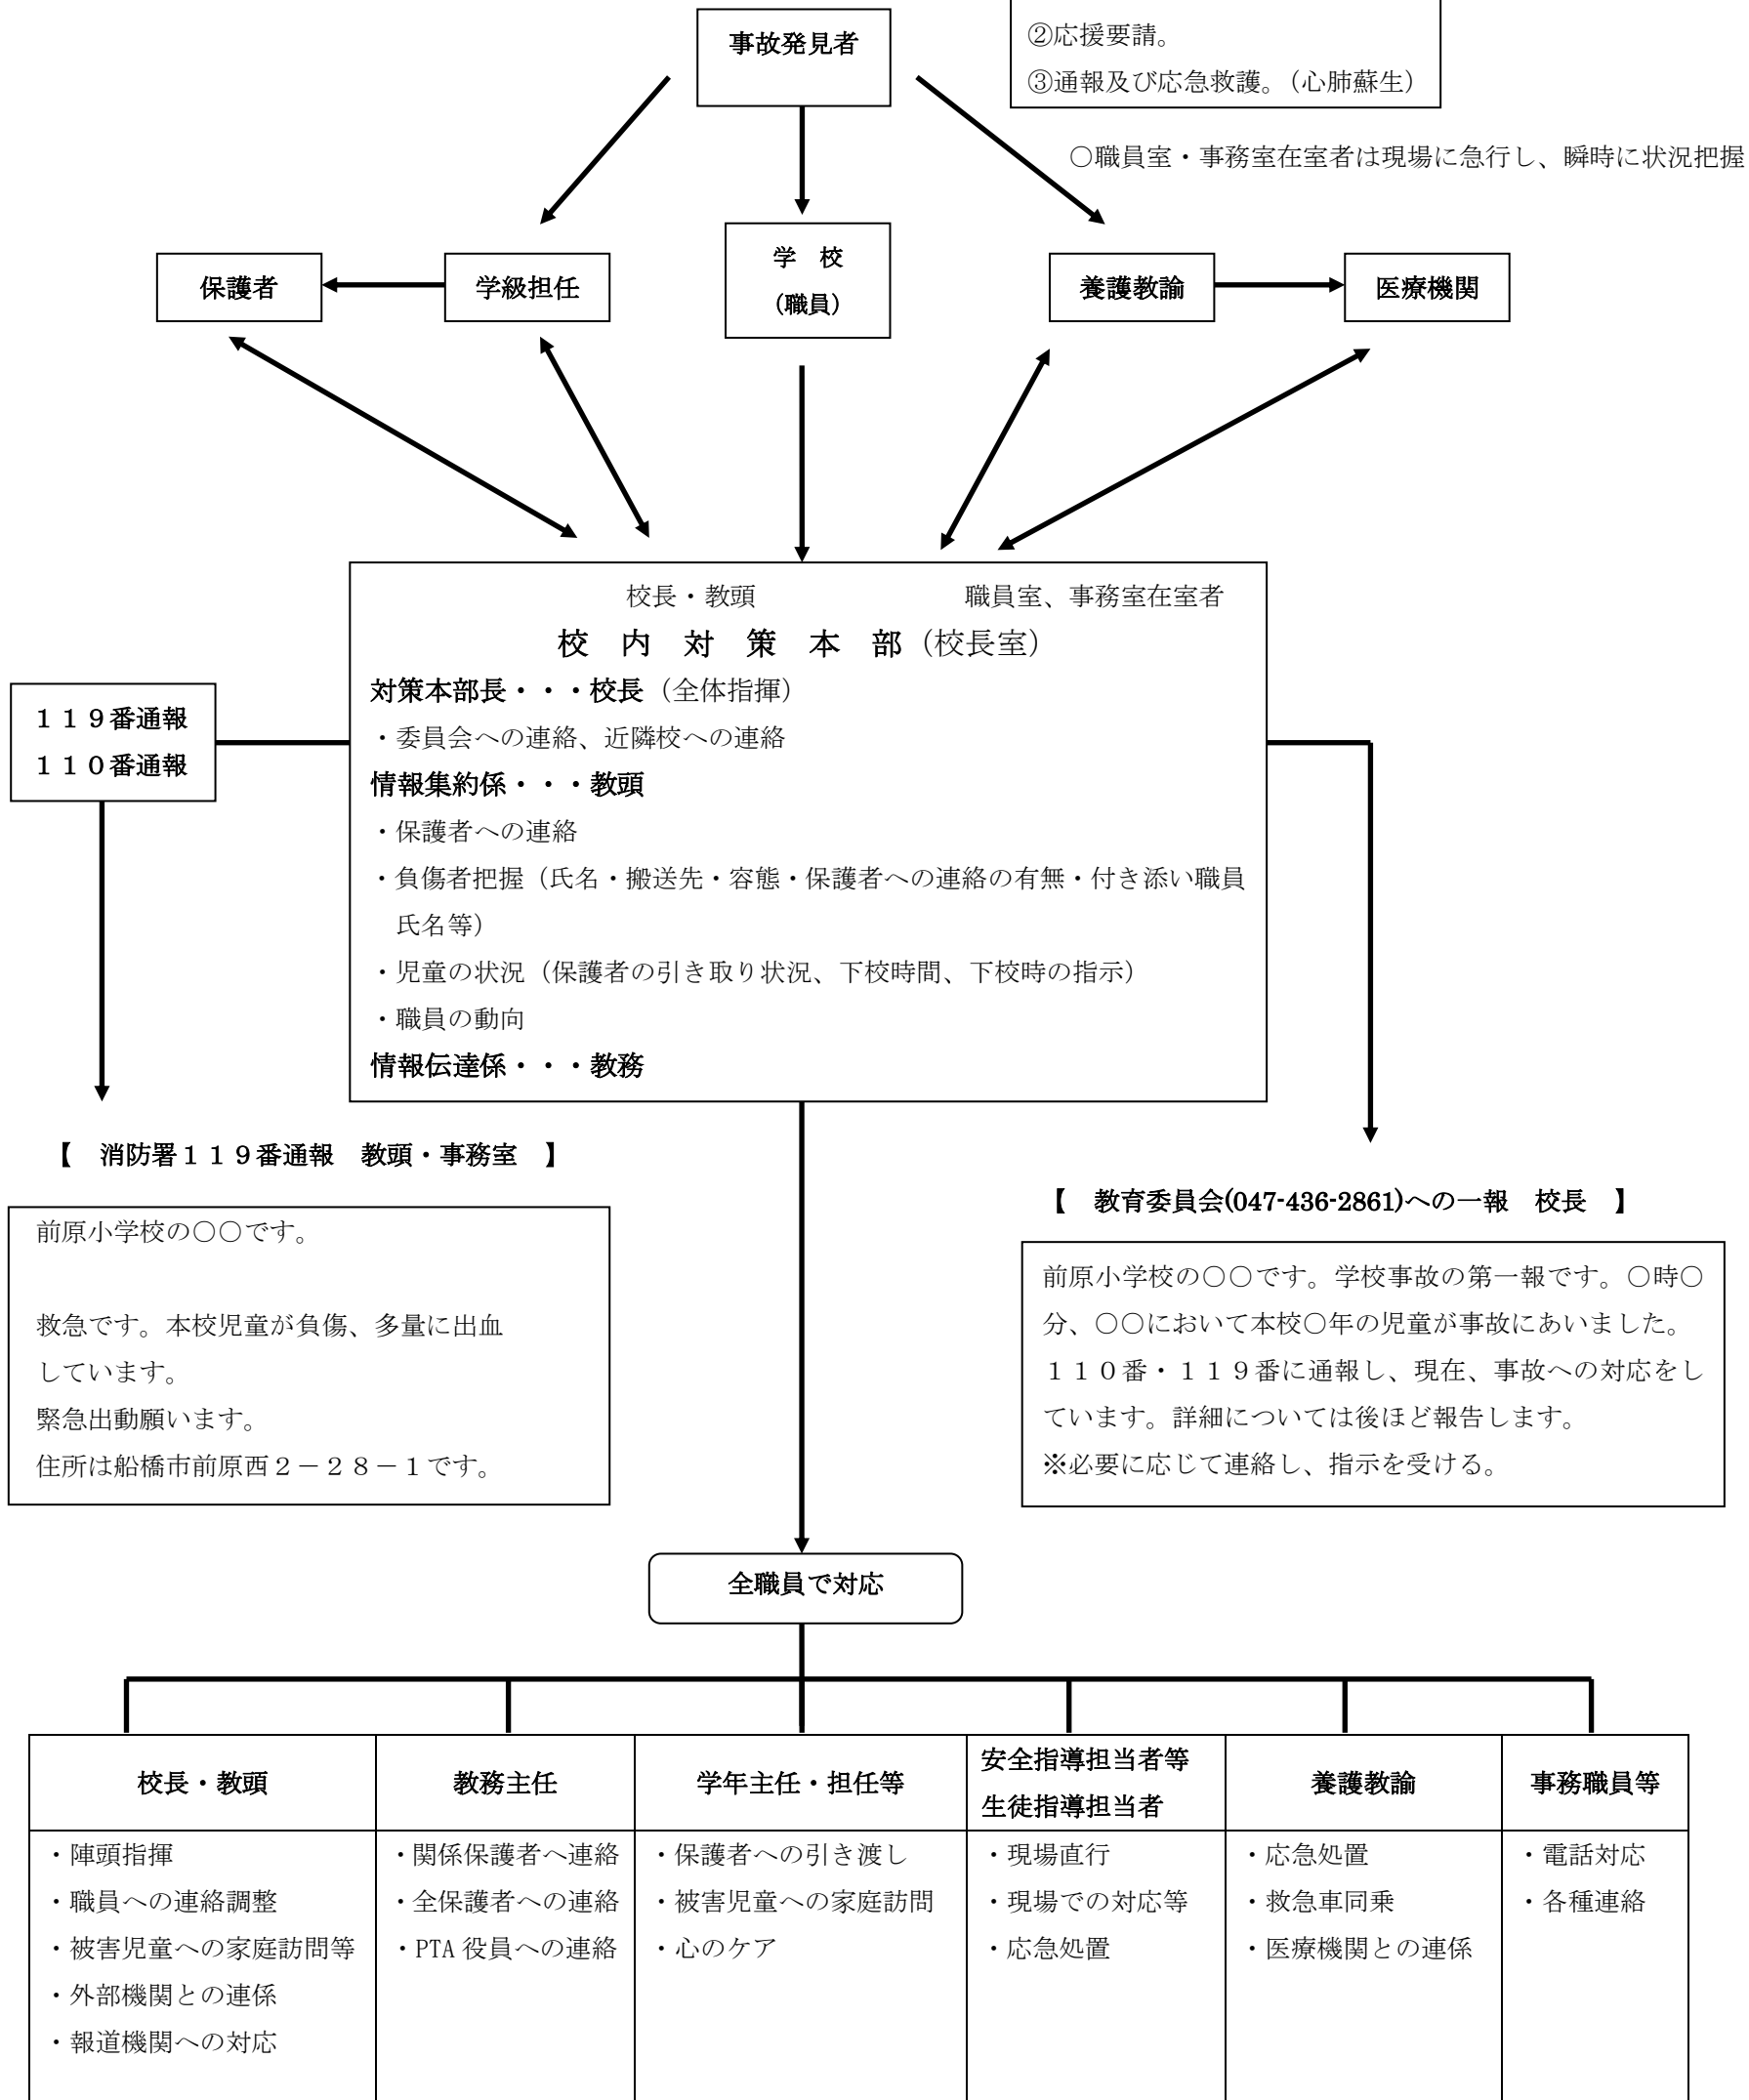 事故発見者
②応援要請。
③通報及び応急救護。（心肺蘇生）
○職員室・事務室在室者は現場に急行し、瞬時に状況把握
保護者
学級担任
学　校
（職員）
養護教諭
医療機関
校長・教頭　　　　　　　　職員室、事務室在室者
校　内　対　策　本　部（校長室）
対策本部長・・・校長（全体指揮）
・委員会への連絡、近隣校への連絡
情報集約係・・・教頭
・保護者への連絡
・負傷者把握（氏名・搬送先・容態・保護者への連絡の有無・付き添い職員
氏名等）
・児童の状況（保護者の引き取り状況、下校時間、下校時の指示）
・職員の動向
情報伝達係・・・教務
１１９番通報
１１０番通報
【　消防署１１９番通報　教頭・事務室　】
前原小学校の○○です。
救急です。本校児童が負傷、多量に出血
しています。
緊急出動願います。
住所は船橋市前原西２－２８－１です。
【　教育委員会(047-436-2861)への一報　校長　】
前原小学校の○○です。学校事故の第一報です。○時○
分、○○において本校○年の児童が事故にあいました。
１１０番・１１９番に通報し、現在、事故への対応をし
ています。詳細については後ほど報告します。
※必要に応じて連絡し、指示を受ける。
全職員で対応
校長・教頭
・陣頭指揮
・職員への連絡調整
・被害児童への家庭訪問等
・外部機関との連係
・報道機関への対応
教務主任
・関係保護者へ連絡
・全保護者への連絡
・PTA 役員への連絡
学年主任・担任等
・保護者への引き渡し
・被害児童への家庭訪問
・心のケア
安全指導担当者等
生徒指導担当者
・現場直行
・現場での対応等
・応急処置
養護教諭
・応急処置
・救急車同乗
・医療機関との連係
事務職員等
・電話対応
・各種連絡